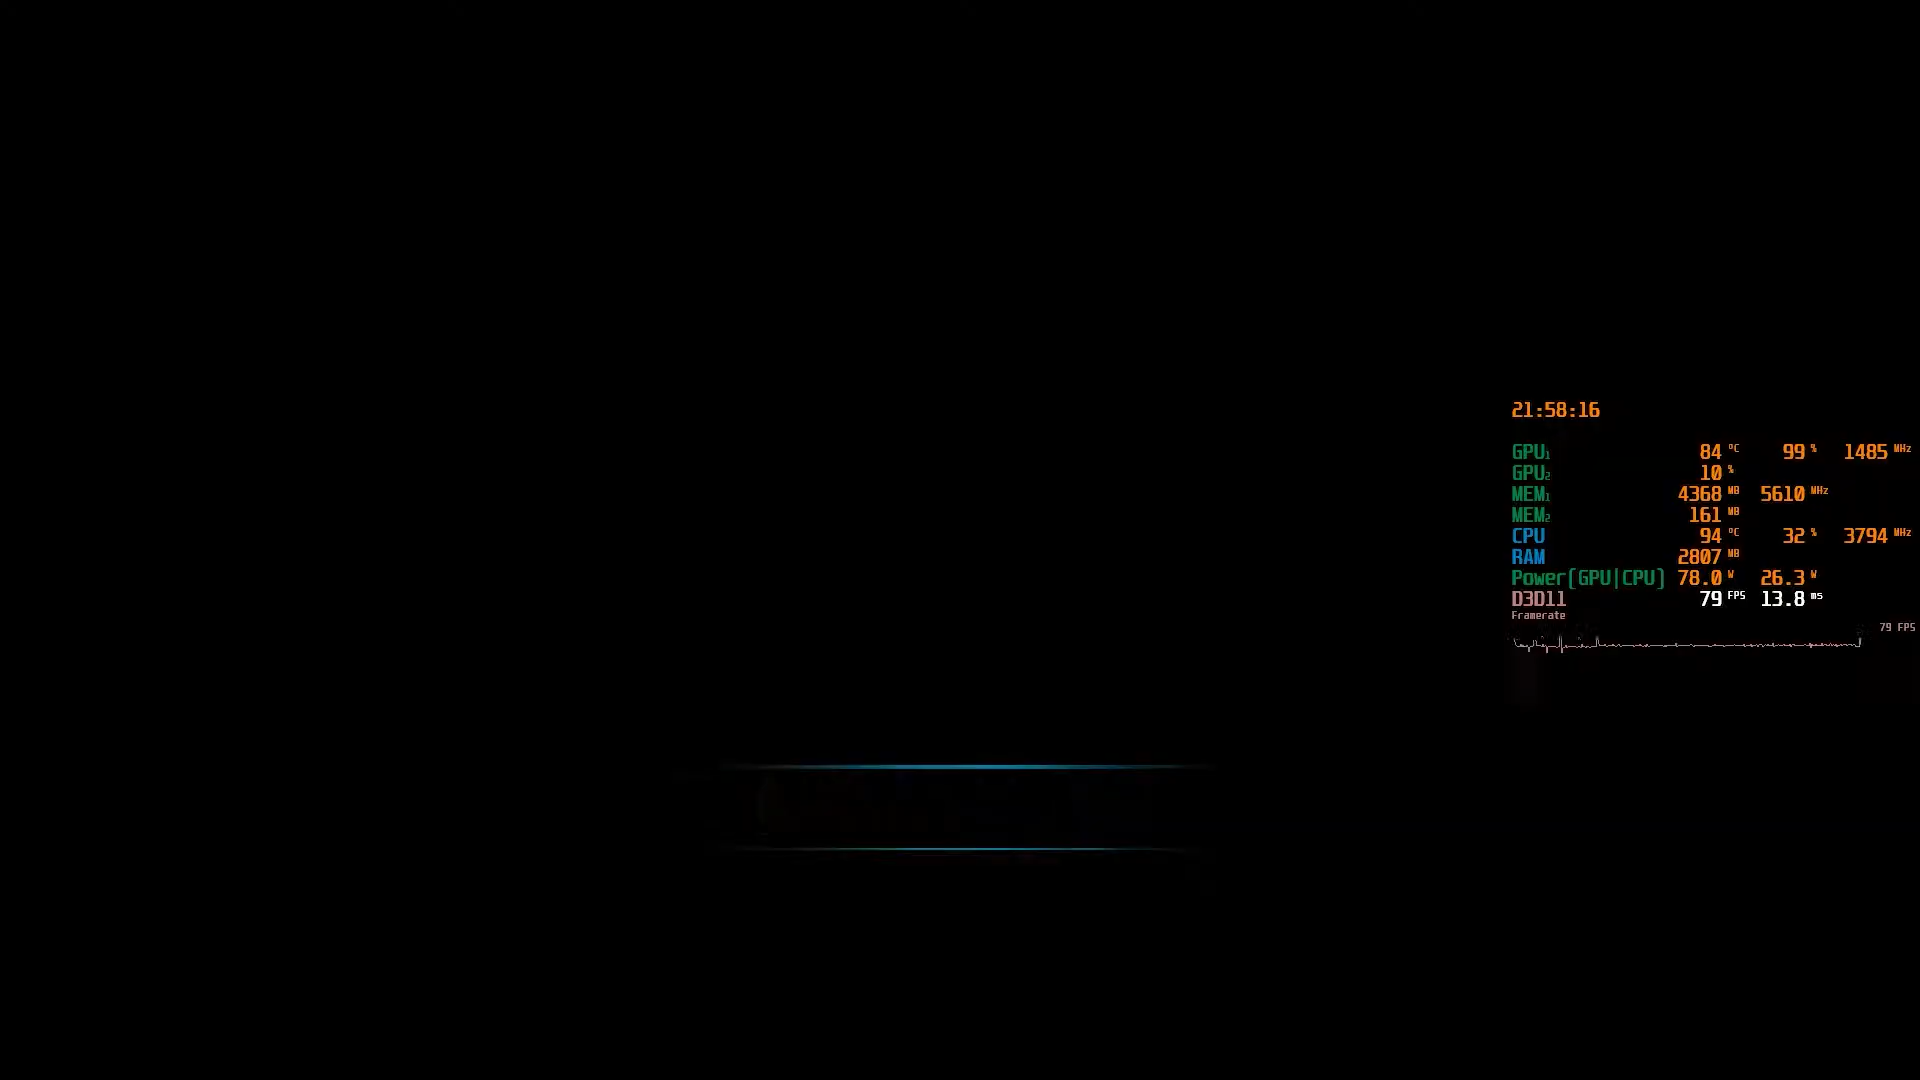 21:58:16
GPU1 84 °C 99 % 1485 MHz
GPU2 10 %
MEM1 4368 MB 5610 MHz
MEM2 161 MB
CPU 94 °C 32 % 3794 MHz
RAM 2807 MB
Power[GPU|CPU] 78.0 W 26.3 W
D3D11 79 FPS 13.8 ms
Framerate
79 FPS